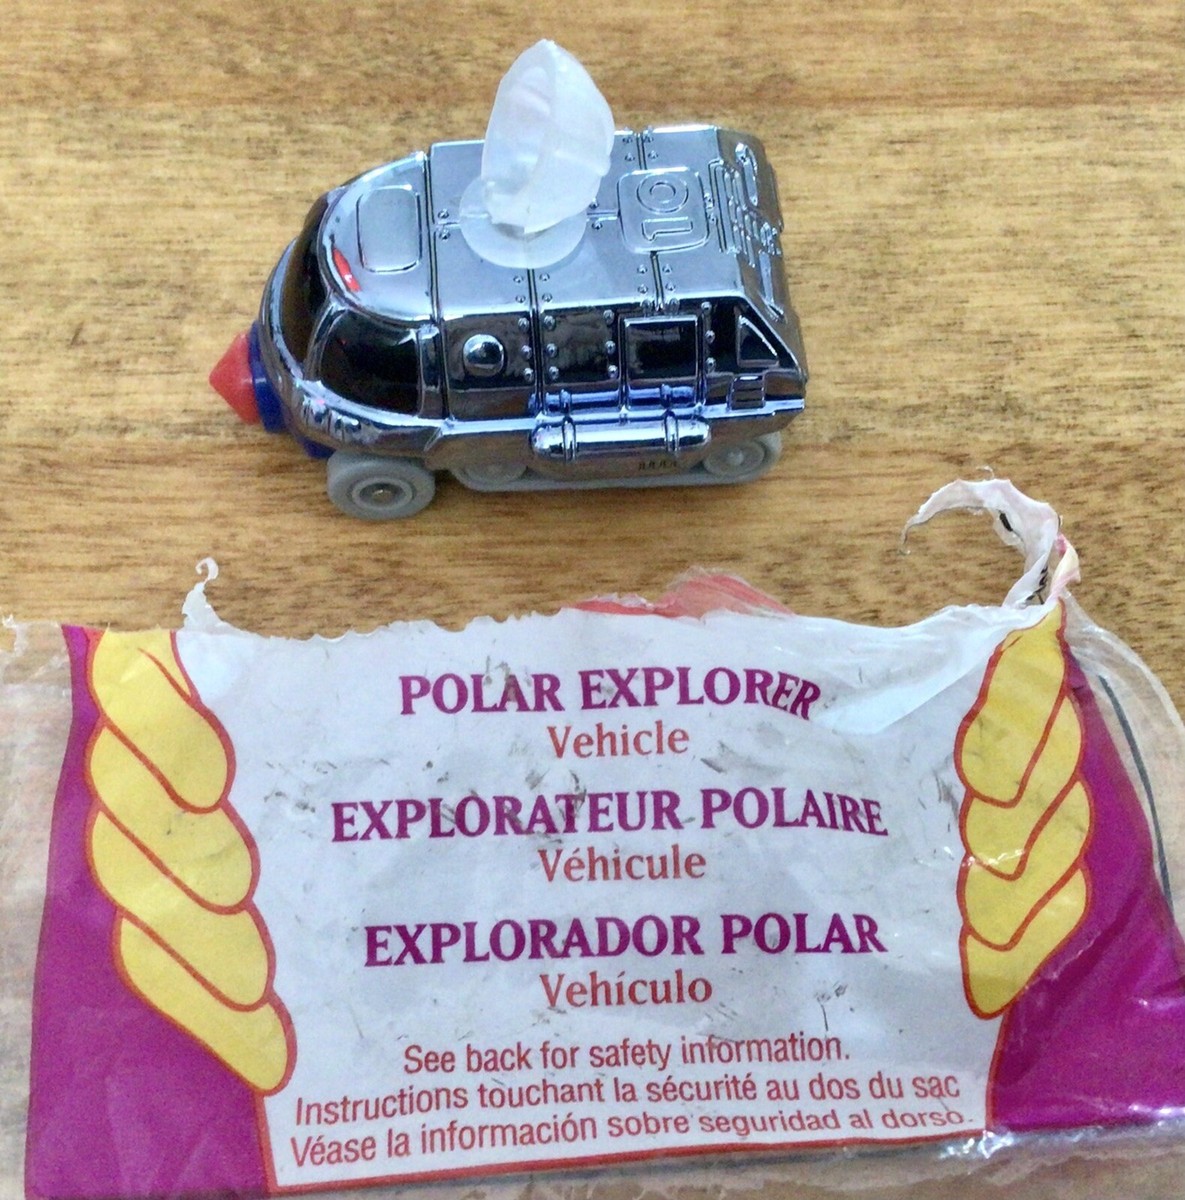 10
POLAR EXPLORER
Vehicle
EXPLORATEUR POLAIRE
Véhicule
EXPLORADOR POLAR
Vehículo
See back for safety information.
Instructions touchant la sécurité au dos du sac
Véase la información sobre seguridad al dorso.